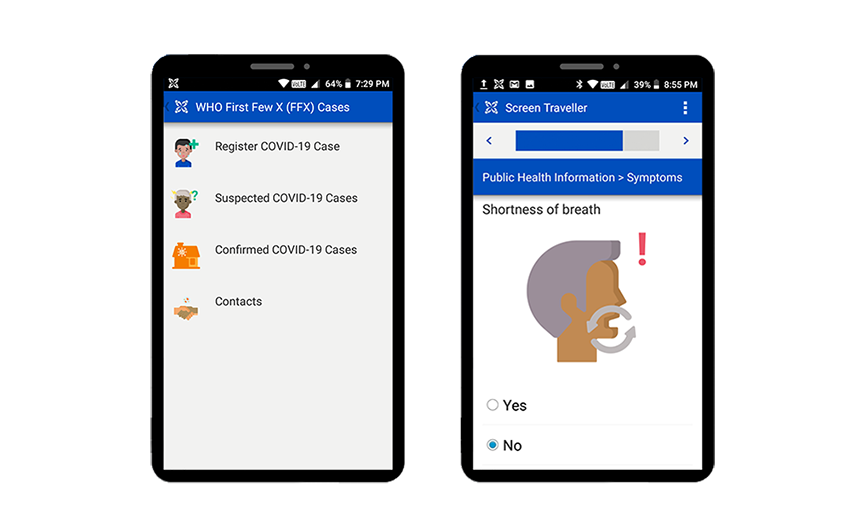 VoLTE 64% 7:29 PM
WHO First Few X (FFX) Cases
Register COVID-19 Case
Suspected COVID-19 Cases
Confirmed COVID-19 Cases
Contacts
VoLTE 39% 8:55 PM
Screen Traveller
Public Health Information > Symptoms
Shortness of breath
!
Yes
No